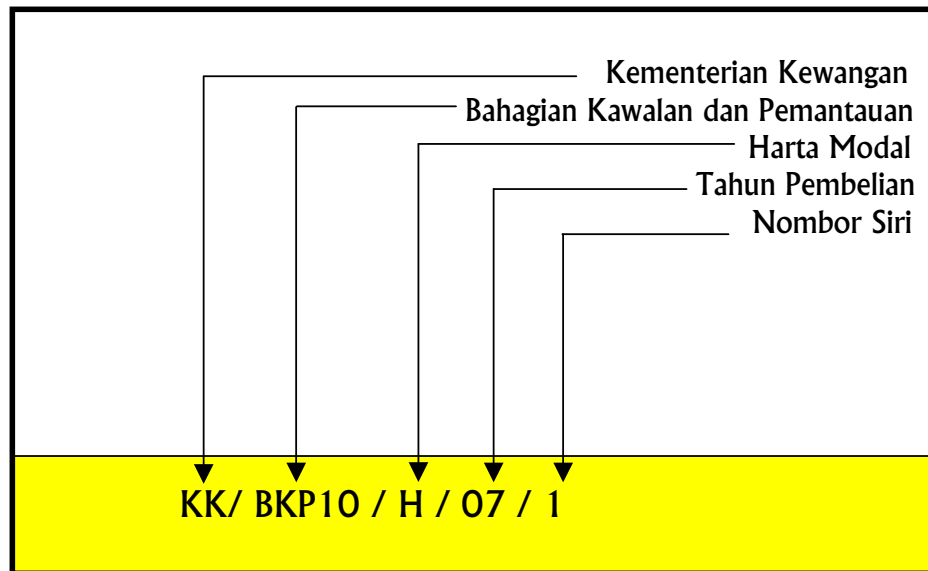 Kementerian Kewangan
Bahagian Kawalan dan Pemantauan
Harta Modal
Tahun Pembelian
Nombor Siri
KK/ BKP10 / H / 07 / 1